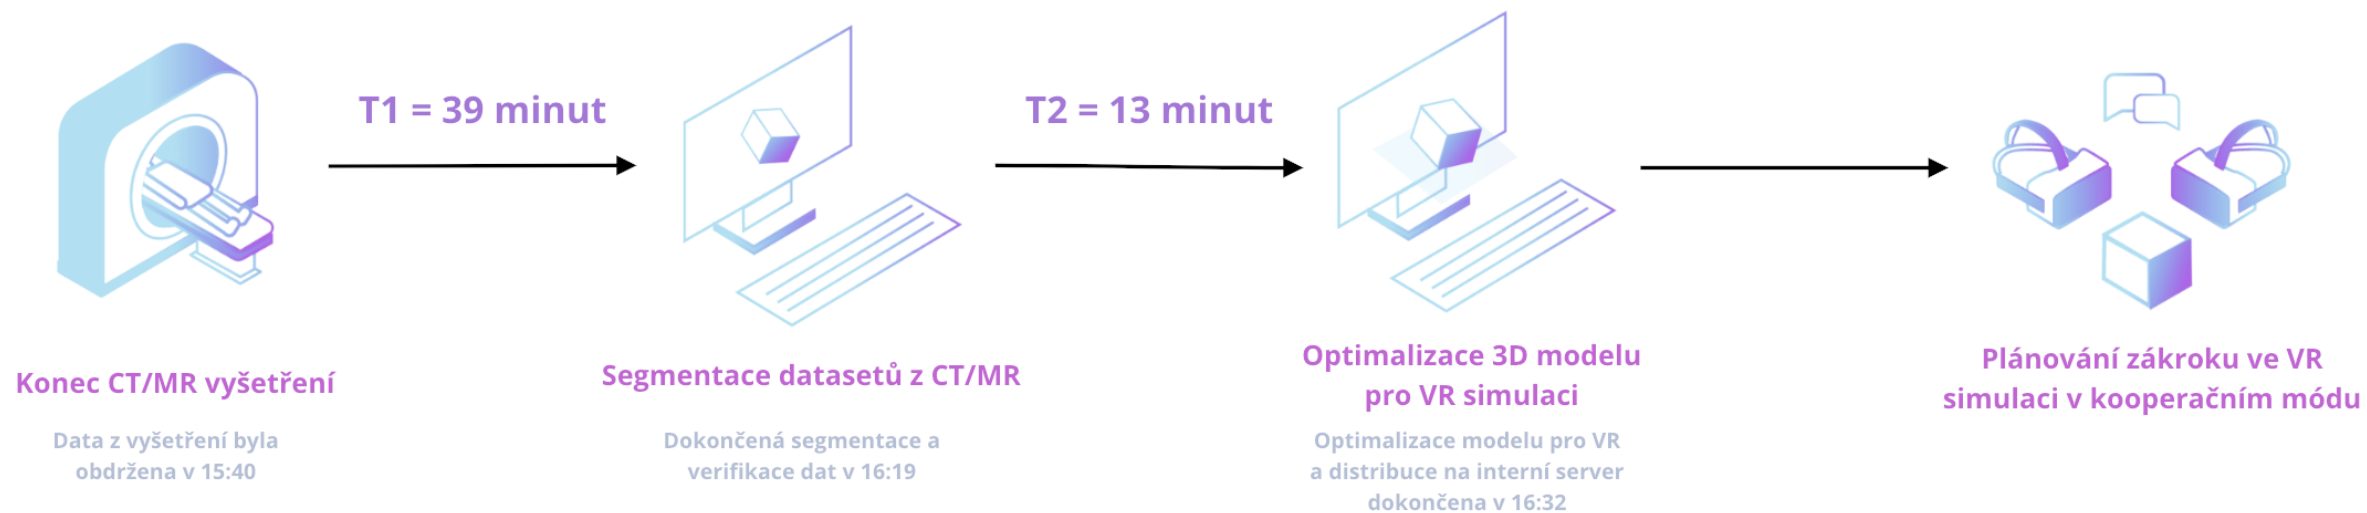 T1 = 39 minut
T2 = 13 minut
Konec CT/MR vyšetření
Data z vyšetření byla
obdržena v 15:40
Segmentace datasetů z CT/MR
Dokončená segmentace a
verifikace dat v 16:19
Optimalizace 3D modelu
pro VR simulaci
Optimalizace modelu pro VR
a distribuce na interní server
dokončena v 16:32
Plánování zákroku ve VR
simulaci v kooperačním módu